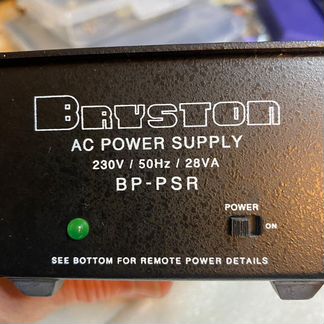 BRYSTON
AC POWER SUPPLY
230V / 50Hz / 28VA
BP-PSR
POWER
ON
SEE BOTTOM FOR REMOTE POWER DETAILS